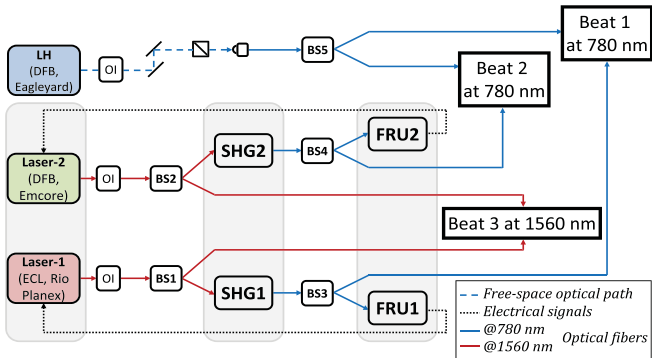 LH
(DFB,
Eagleyard)
OI
BS5
Beat 1
at 780 nm
Beat 2
at 780 nm
Laser-2
(DFB,
Emcore)
OI
BS2
SHG2
BS4
FRU2
Beat 3 at 1560 nm
Laser-1
(ECL, Rio
Planex)
OI
BS1
SHG1
BS3
FRU1
Free-space optical path
Electrical signals
@780 nm
@1560 nm
Optical fibers